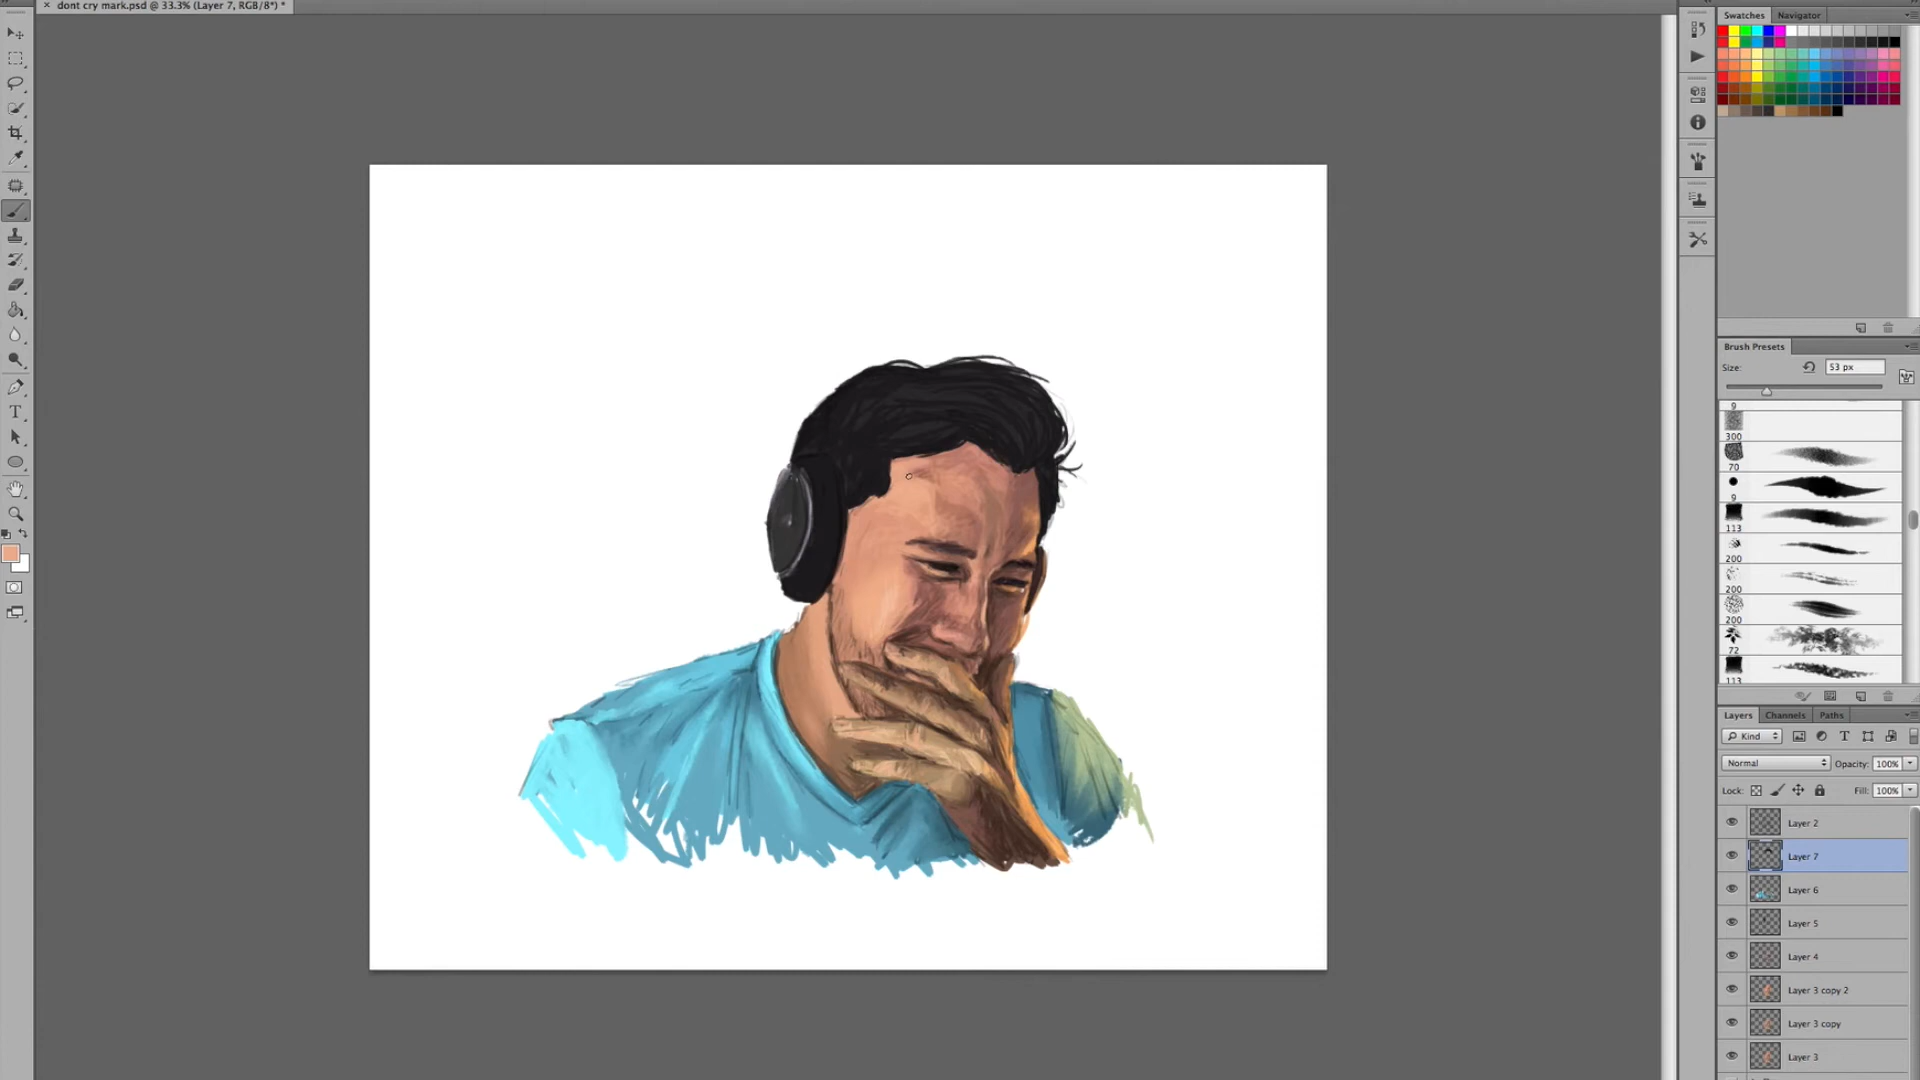 × dont cry mark.psd @ 33.3% (Layer 7, RGB/8*) *
Swatches Navigator
Brush Presets
Size: 53 px
9
300
70
9
113
200
200
200
72
113
Layers Channels Paths
Kind
Normal Opacity: 100%
Lock: Fill: 100%
Layer 2
Layer 7
Layer 6
Layer 5
Layer 4
Layer 3 copy 2
Layer 3 copy
Layer 3